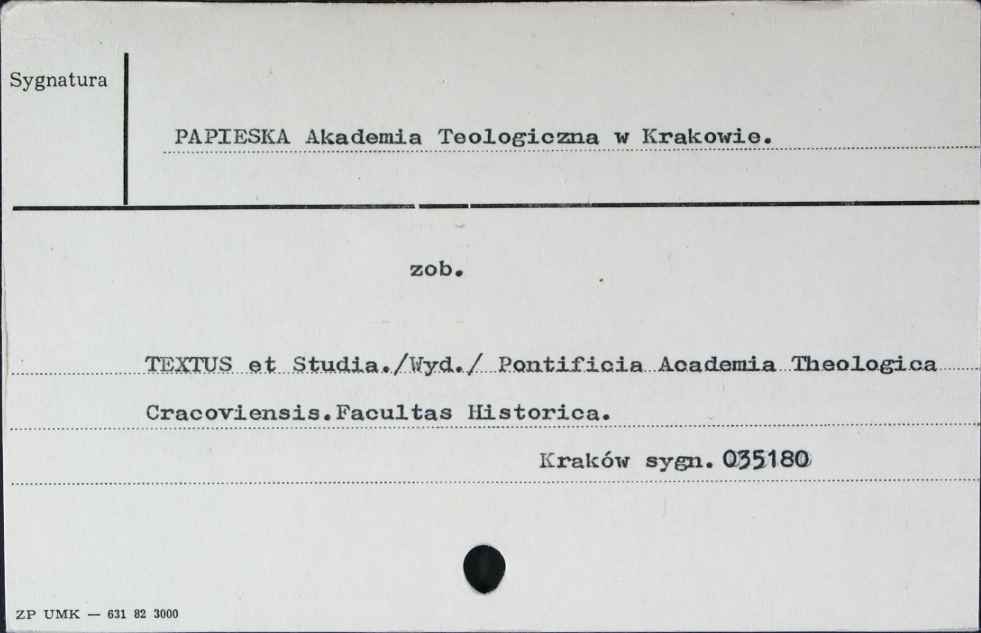 Sygnatura
PAPIESKA Akademia Teologiczna w Krakowie.
zob.
TEXTUS et Studia./Wyd./ Pontificia Academia Theologica
Cracoviensis.Facultas Historica.
Kraków sygn. 035180
ZP UMK — 631 82 3000